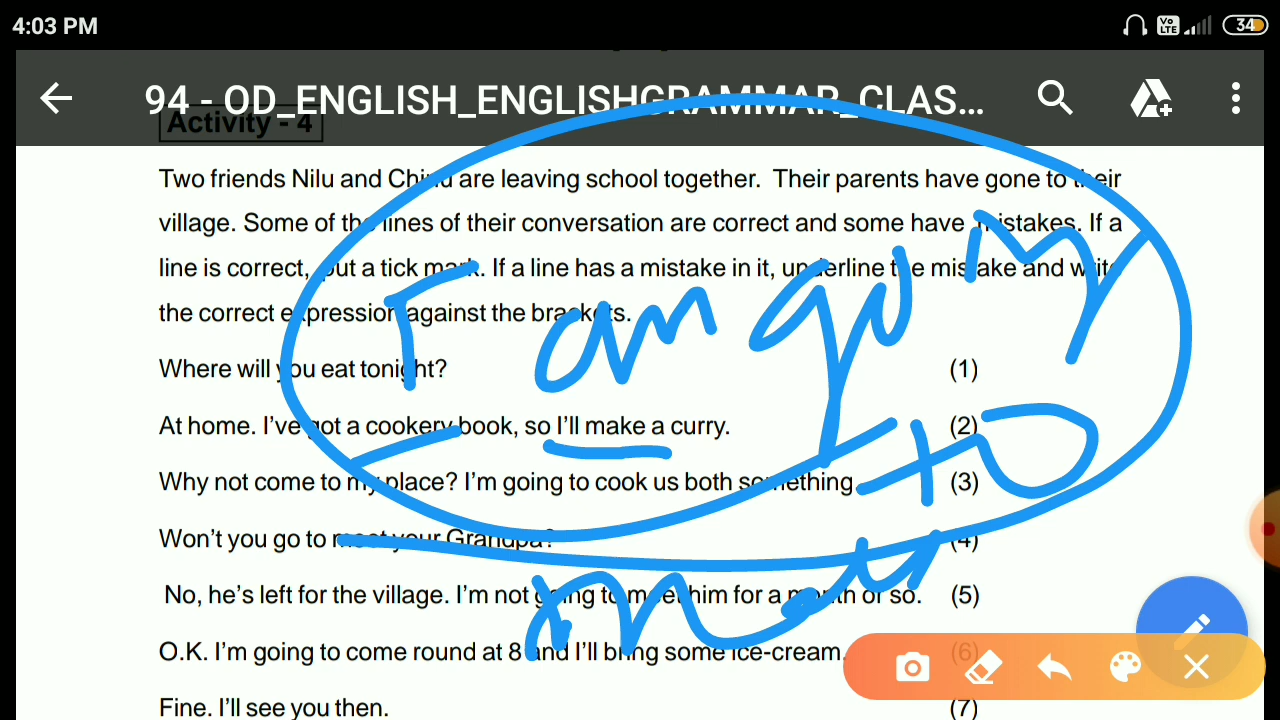 4:03 PM
Vo LTE
34
94 - OD_ENGLISH_ENGLISHGRAMMAR_CLAS...
Activity - 4
Two friends Nilu and Chinu are leaving school together. Their parents have gone to their
village. Some of the lines of their conversation are correct and some have mistakes. If a
line is correct, put a tick mark. If a line has a mistake in it, underline the mistake and write
the correct expression against the brackets.
Where will you eat tonight? (1)
At home. I've got a cookery book, so I'll make a curry. (2)
Why not come to my place? I'm going to cook us both something. (3)
Won't you go to meet your Grandpa? (4)
No, he's left for the village. I'm not going to meet him for a month or so. (5)
O.K. I'm going to come round at 8 and I'll bring some ice-cream. (6)
Fine. I'll see you then. (7)
I am
to